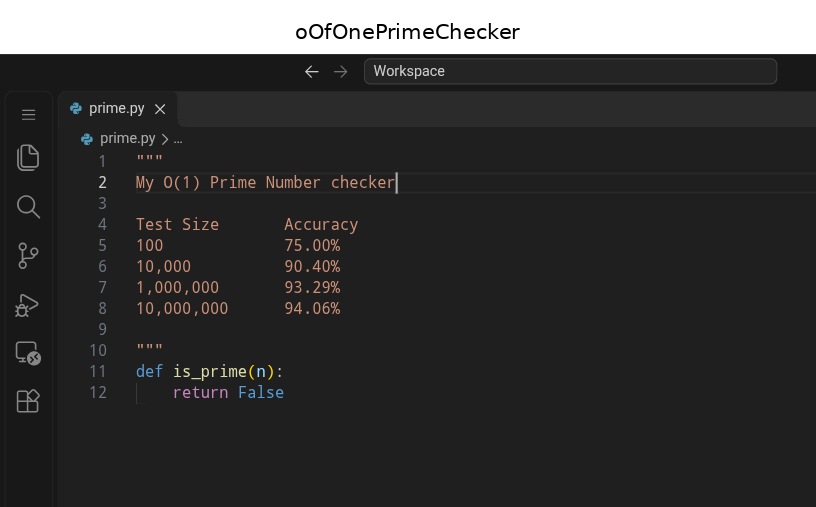 oOfOnePrimeChecker
Workspace
prime.py
prime.py > ...
1 """
2 My O(1) Prime Number checker
3
4 Test Size       Accuracy
5 100             75.00%
6 10,000          90.40%
7 1,000,000       93.29%
8 10,000,000      94.06%
9
10 """
11 def is_prime(n):
12     return False